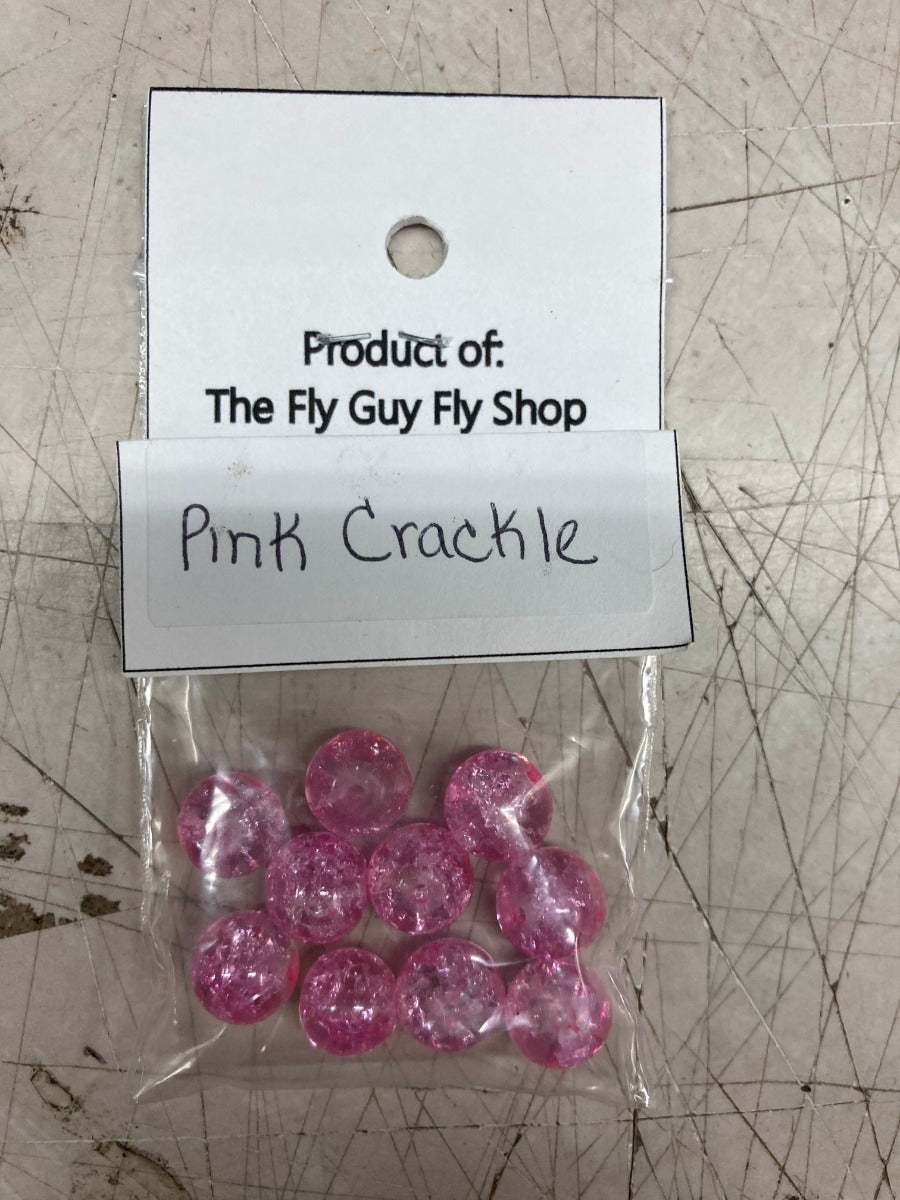 Product of:
The Fly Guy Fly Shop
Pink Crackle